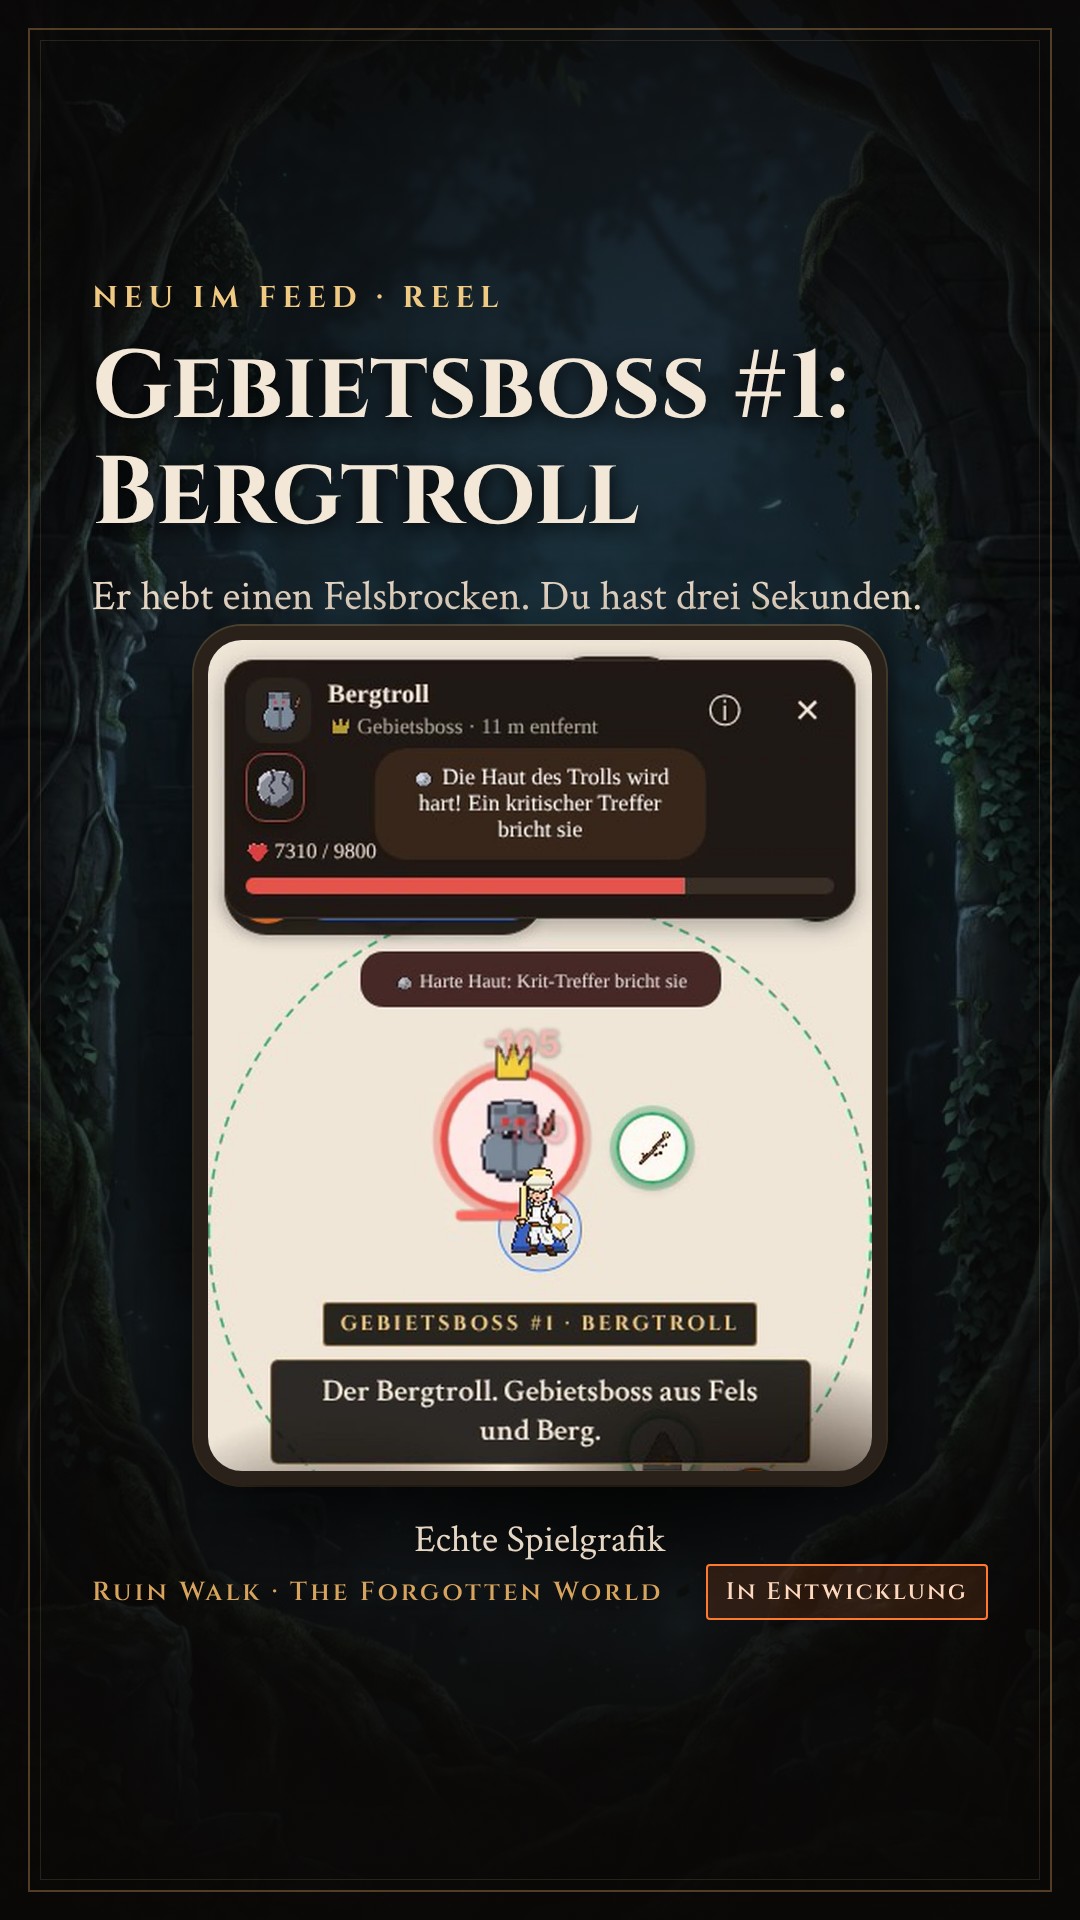 NEU IM FEED · REEL
GEBIETSBOSS #1:
BERGTROLL
Er hebt einen Felsbrocken. Du hast drei Sekunden.
Bergtroll
Gebietsboss · 11 m entfernt
Die Haut des Trolls wird
hart! Ein kritischer Treffer
bricht sie
7310 / 9800
Harte Haut: Krit-Treffer bricht sie
-105
GEBIETSBOSS #1 · BERGTROLL
Der Bergtroll. Gebietsboss aus Fels
und Berg.
Echte Spielgrafik
RUIN WALK · THE FORGOTTEN WORLD
IN ENTWICKLUNG